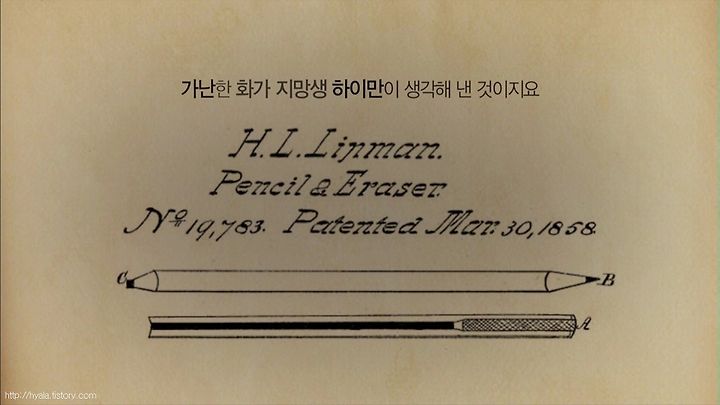 가난한 화가 지망생 하이만이 생각해 낸 것이지요
H. L. Lipman.
Pencil & Eraser.
Nº 19,783. Patented Mar. 30, 1858.
C B
A
http://hyala.tistory.com